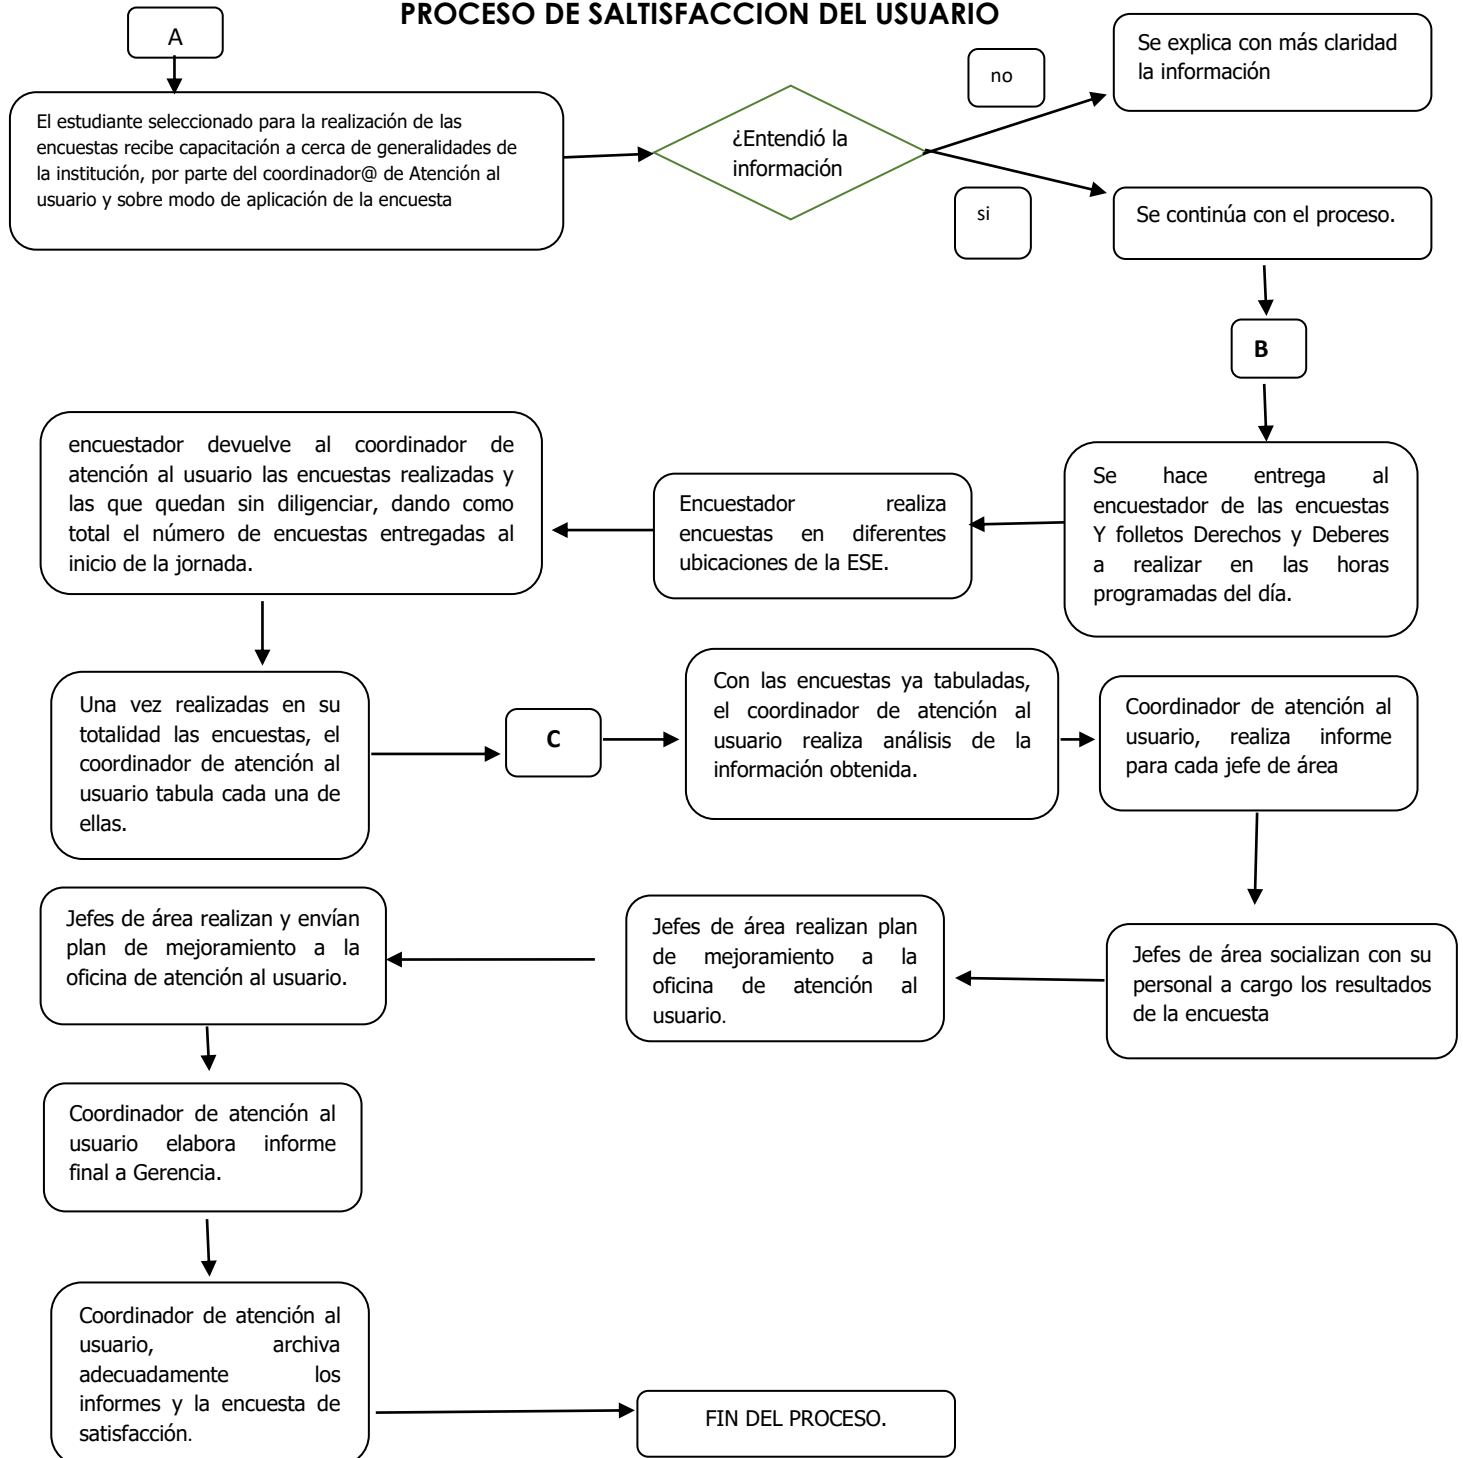 PROCESO DE SALTISFACCION DEL USUARIO
A
El estudiante seleccionado para la realización de las
encuestas recibe capacitación a cerca de generalidades de
la institución, por parte del coordinador@ de Atención al
usuario y sobre modo de aplicación de la encuesta
¿Entendió la
información
no
Se explica con más claridad
la información
si
Se continúa con el proceso.
B
Se hace entrega al
encuestador de las encuestas
Y folletos Derechos y Deberes
a realizar en las horas
programadas del día.
Encuestador realiza
encuestas en diferentes
ubicaciones de la ESE.
encuestador devuelve al coordinador de
atención al usuario las encuestas realizadas y
las que quedan sin diligenciar, dando como
total el número de encuestas entregadas al
inicio de la jornada.
Una vez realizadas en su
totalidad las encuestas, el
coordinador de atención al
usuario tabula cada una de
ellas.
C
Con las encuestas ya tabuladas,
el coordinador de atención al
usuario realiza análisis de la
información obtenida.
Coordinador de atención al
usuario, realiza informe
para cada jefe de área
Jefes de área socializan con su
personal a cargo los resultados
de la encuesta
Jefes de área realizan plan
de mejoramiento a la
oficina de atención al
usuario.
Jefes de área realizan y envían
plan de mejoramiento a la
oficina de atención al usuario.
Coordinador de atención al
usuario elabora informe
final a Gerencia.
Coordinador de atención al
usuario, archiva
adecuadamente los
informes y la encuesta de
satisfacción.
FIN DEL PROCESO.